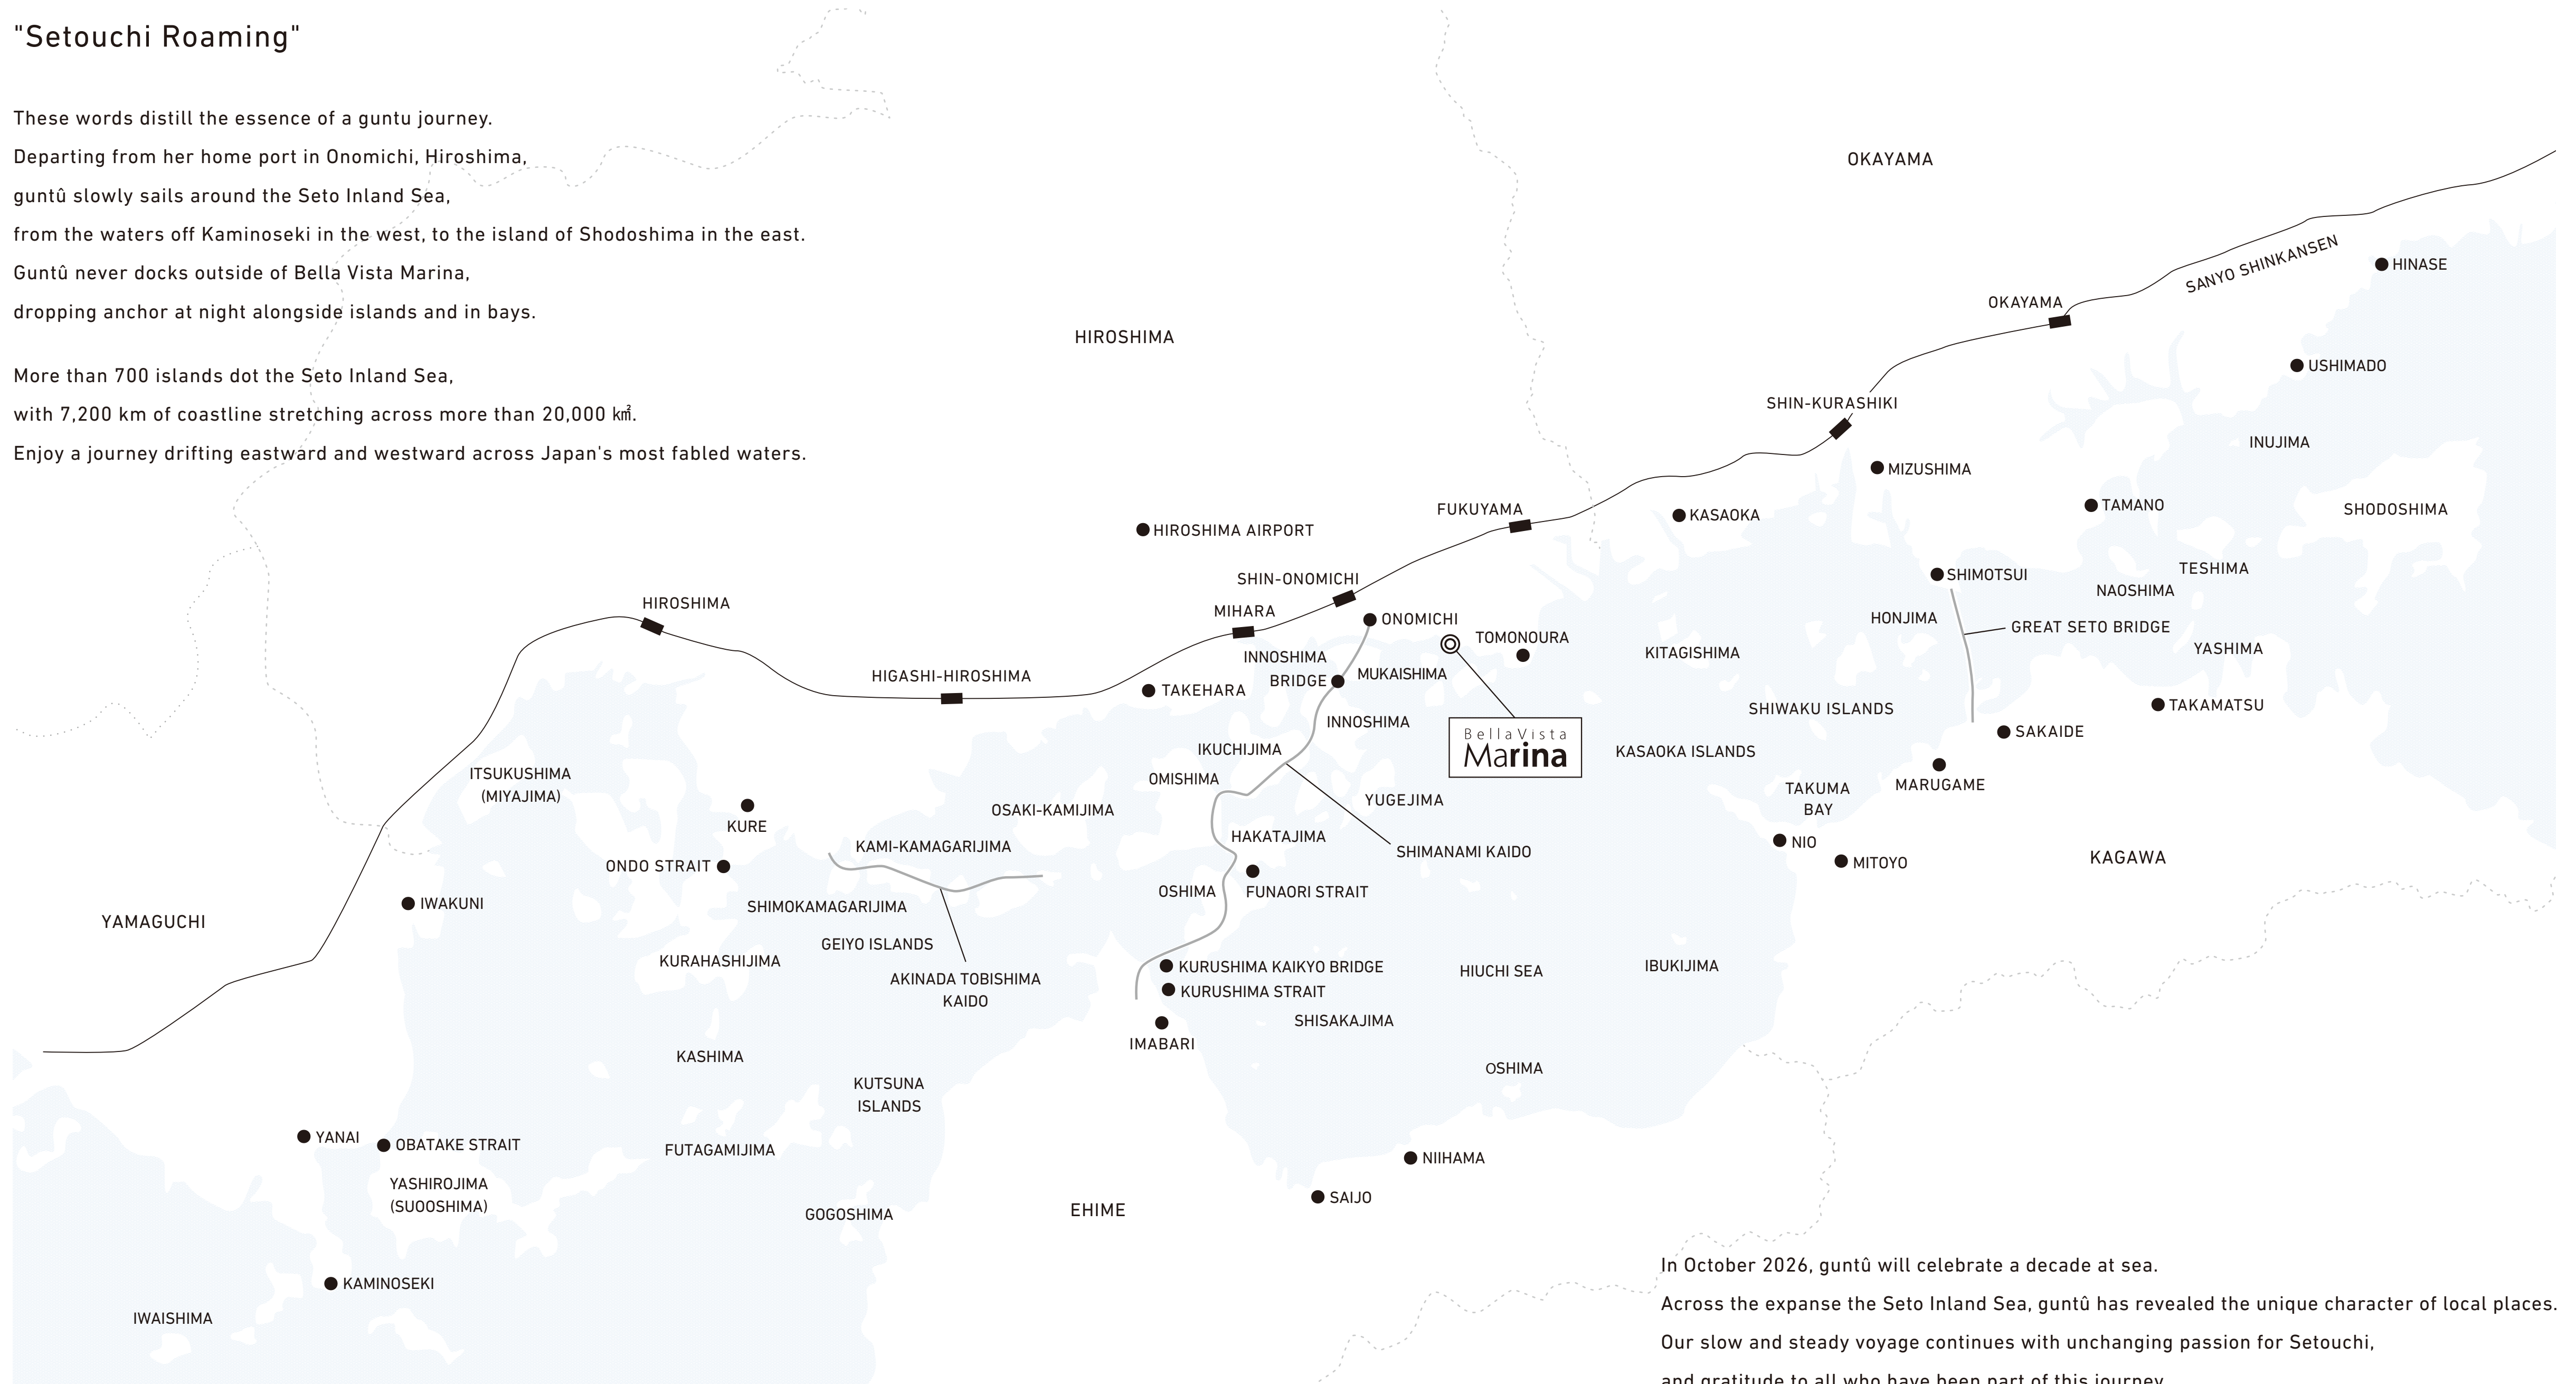 "Setouchi Roaming"
These words distill the essence of a guntu journey.
Departing from her home port in Onomichi, Hiroshima,
guntû slowly sails around the Seto Inland Sea,
from the waters off Kaminoseki in the west, to the island of Shodoshima in the east.
Guntû never docks outside of Bella Vista Marina,
dropping anchor at night alongside islands and in bays.
More than 700 islands dot the Seto Inland Sea,
with 7,200 km of coastline stretching across more than 20,000 ㎢.
Enjoy a journey drifting eastward and westward across Japan's most fabled waters.
OKAYAMA
SANYO SHINKANSEN
HINASE
OKAYAMA
HIROSHIMA
USHIMADO
SHIN-KURASHIKI
INUJIMA
MIZUSHIMA
FUKUYAMA
KASAOKA
TAMANO
SHODOSHIMA
HIROSHIMA AIRPORT
SHIN-ONOMICHI
SHIMOTSUI
TESHIMA
NAOSHIMA
HIROSHIMA
MIHARA
ONOMICHI
HONJIMA
GREAT SETO BRIDGE
TOMONOURA
INNOSHIMA
BRIDGE
MUKAISHIMA
KITAGISHIMA
YASHIMA
HIGASHI-HIROSHIMA
TAKEHARA
SHIWAKU ISLANDS
TAKAMATSU
INNOSHIMA
BellaVista
Marina
SAKAIDE
IKUCHIJIMA
KASAOKA ISLANDS
ITSUKUSHIMA
(MIYAJIMA)
OMISHIMA
MARUGAME
TAKUMA
BAY
OSAKI-KAMIJIMA
YUGEJIMA
KURE
HAKATAJIMA
KAMI-KAMAGARIJIMA
SHIMANAMI KAIDO
NIO
MITOYO
KAGAWA
ONDO STRAIT
OSHIMA
FUNAORI STRAIT
IWAKUNI
SHIMOKAMAGARIJIMA
YAMAGUCHI
GEIYO ISLANDS
KURAHASHIJIMA
AKINADA TOBISHIMA
KAIDO
KURUSHIMA KAIKYO BRIDGE
KURUSHIMA STRAIT
HIUCHI SEA
IBUKIJIMA
SHISAKAJIMA
IMABARI
KASHIMA
OSHIMA
KUTSUNA
ISLANDS
YANAI
OBATAKE STRAIT
FUTAGAMIJIMA
NIIHAMA
YASHIROJIMA
(SUOOSHIMA)
SAIJO
GOGOSHIMA
EHIME
KAMINOSEKI
IWAISHIMA
In October 2026, guntû will celebrate a decade at sea.
Across the expanse the Seto Inland Sea, guntû has revealed the unique character of local places.
Our slow and steady voyage continues with unchanging passion for Setouchi,
and gratitude to all who have been part of this journey